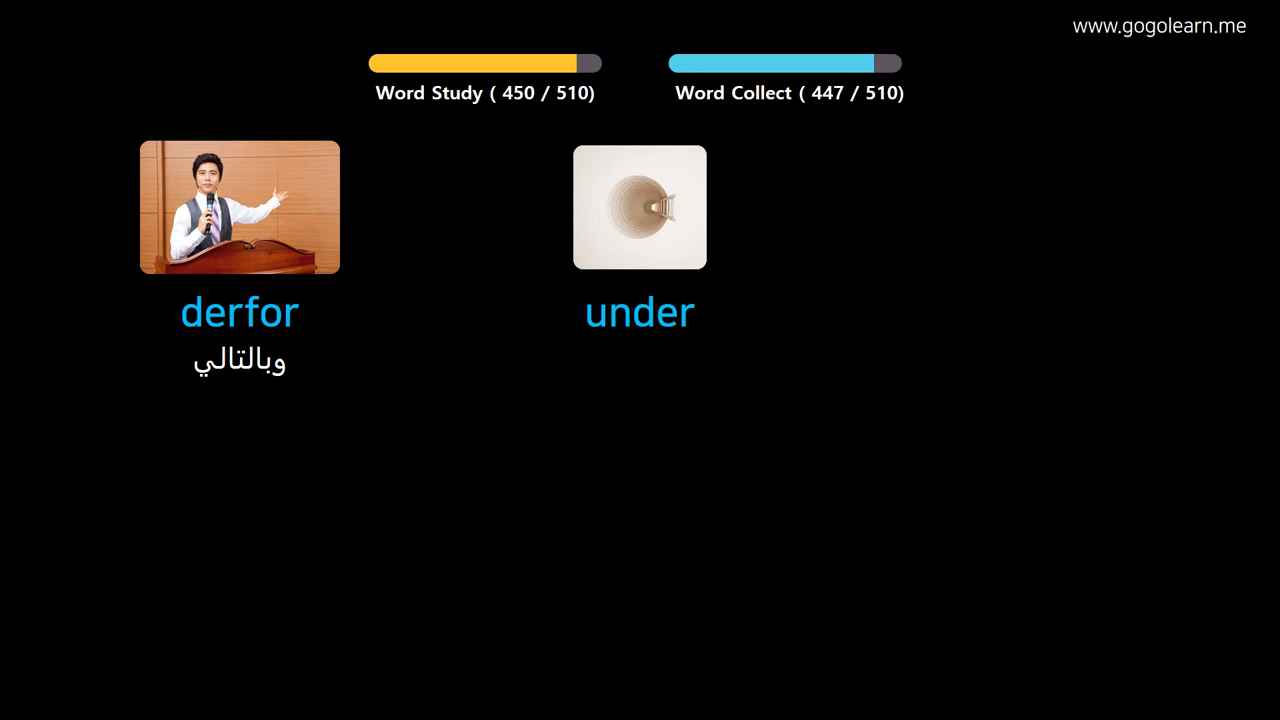 www.gogolearn.me
Word Study ( 450 / 510)
Word Collect ( 447 / 510)
derfor
وبالتالي
under